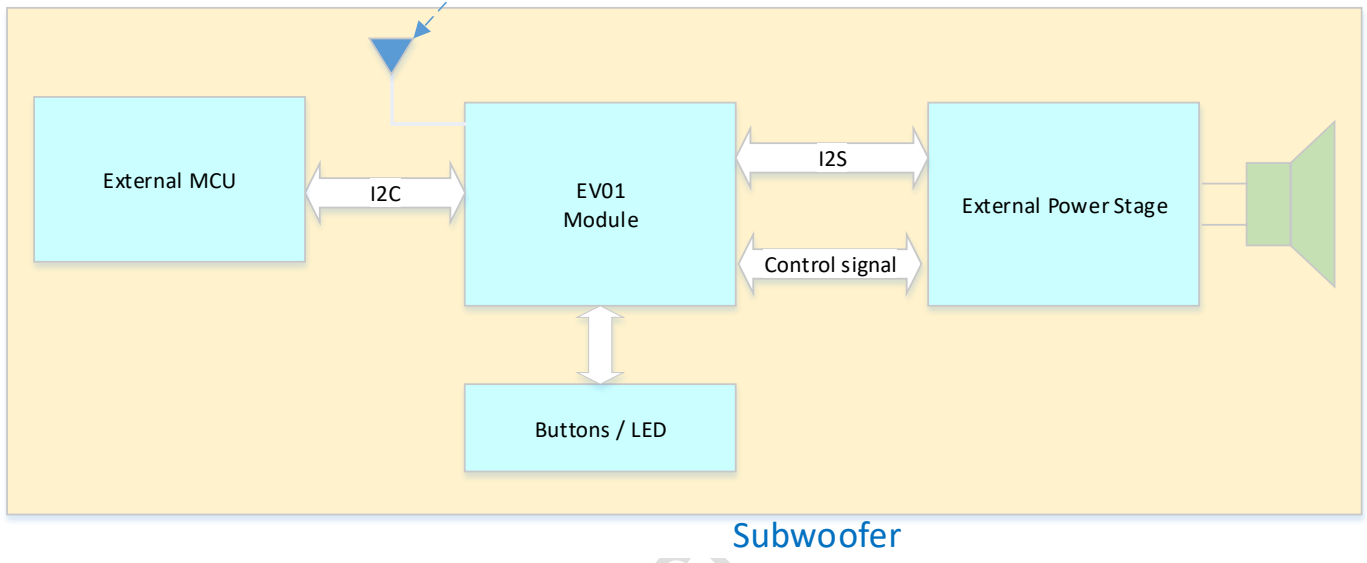 External MCU
I2C
EV01
Module
I2S
Control signal
External Power Stage
Buttons / LED
Subwoofer